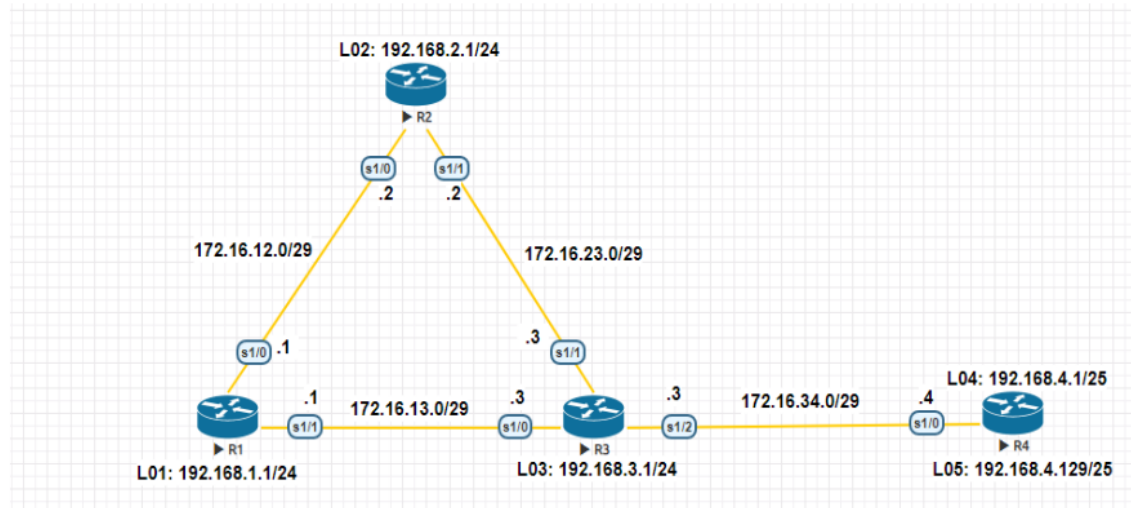 L02: 192.168.2.1/24
R2
s1/0
s1/1
.2
.2
172.16.12.0/29
172.16.23.0/29
s1/0
.1
.3
s1/1
L04: 192.168.4.1/25
.1
172.16.13.0/29
.3
.3
172.16.34.0/29
.4
s1/1
s1/0
s1/2
s1/0
R1
R3
R4
L01: 192.168.1.1/24
L03: 192.168.3.1/24
L05: 192.168.4.129/25